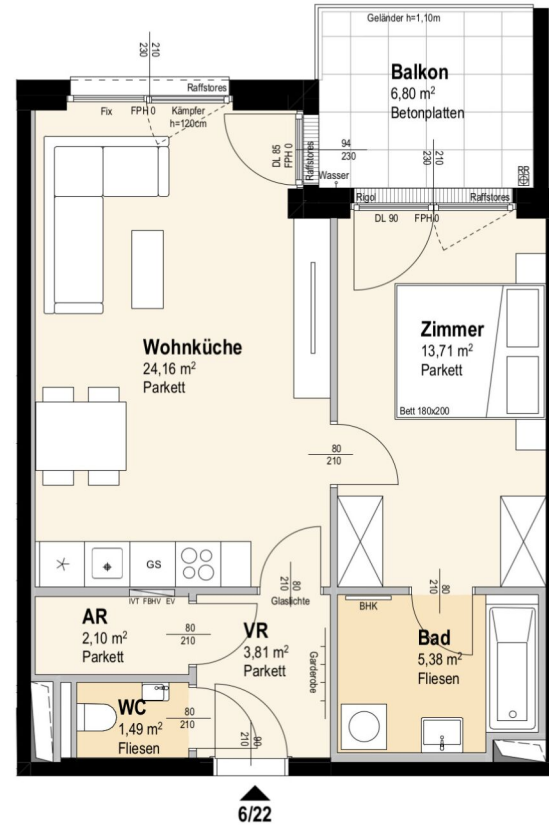 Geländer h=1,10m
Balkon
6,80 m²
Betonplatten
210
230
Raffstores
Fix
FPH 0
Kämpfer
h=120cm
DL 85
FPH 0
Raffstores
94
230
210
230
Wasser
Rigol
Raffstores
DL 90
FPH 0
Wohnküche
24,16 m²
Parkett
Zimmer
13,71 m²
Parkett
Bett 180x200
80
210
GS
80
210
Glaslichte
80
210
IVT FBHV EV
AR
2,10 m²
Parkett
80
210
VR
3,81 m²
Parkett
Garderobe
BHK
Bad
5,38 m²
Fliesen
WC
1,49 m²
Fliesen
80
210
90
210
6/22